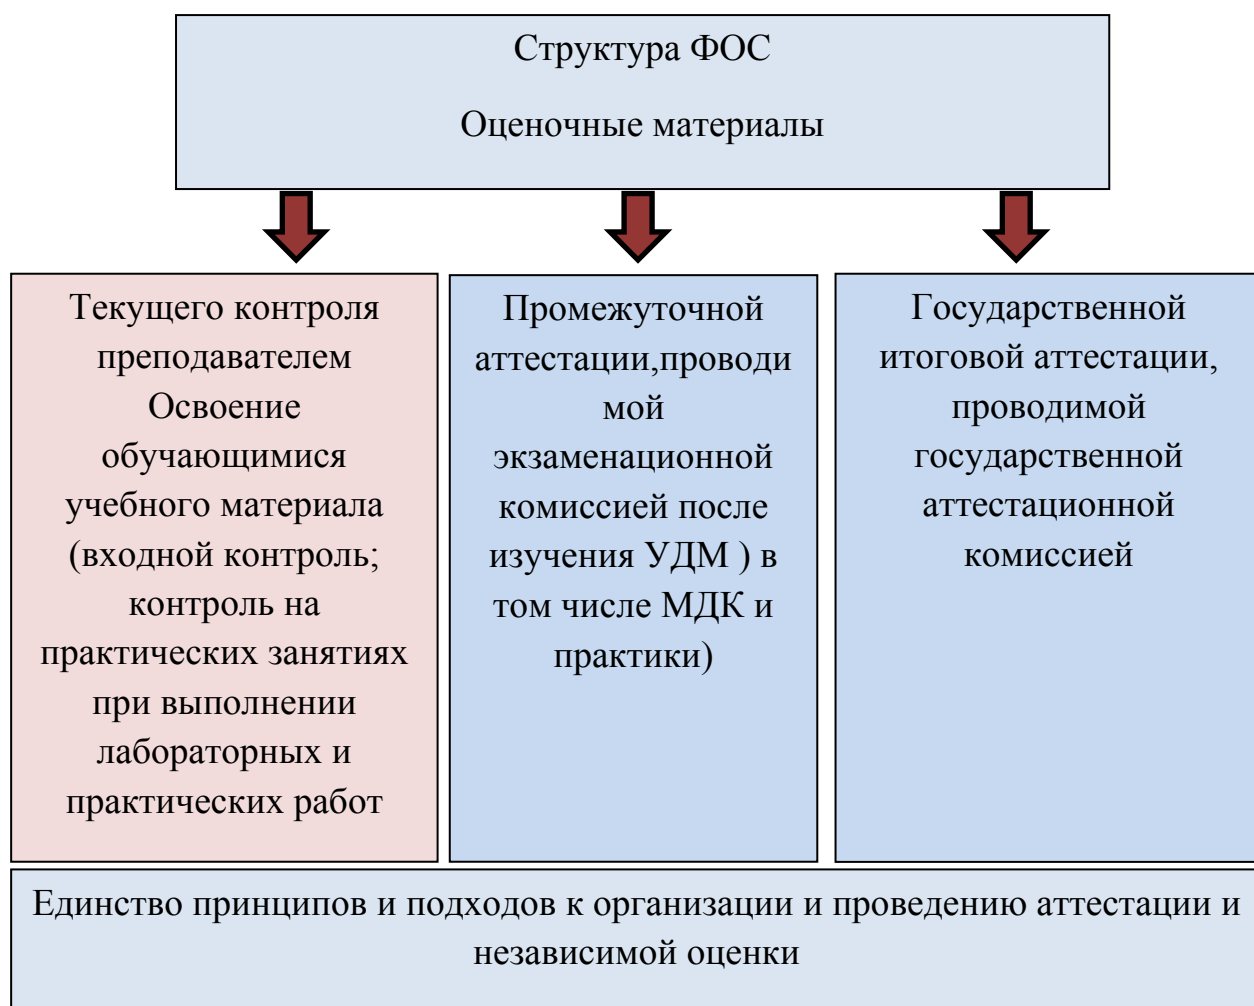 Структура ФОС
Оценочные материалы
Текущего контроля
преподавателем
Освоение
обучающимися
учебного материала
(входной контроль;
контроль на
практических занятиях
при выполнении
лабораторных и
практических работ
Промежуточной
аттестации,проводи
мой
экзаменационной
комиссией после
изучения УДМ ) в
том числе МДК и
практики)
Государственной
итоговой аттестации,
проводимой
государственной
аттестационной
комиссией
Единство принципов и подходов к организации и проведению аттестации и
независимой оценки